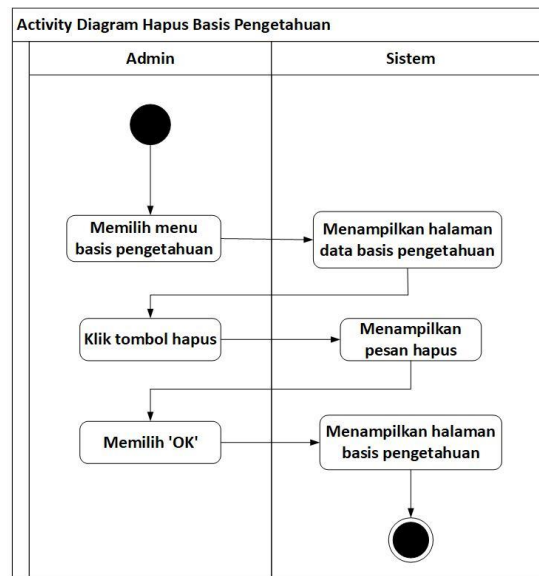 Activity Diagram Hapus Basis Pengetahuan
Admin
Sistem
Memilih menu
basis pengetahuan
Menampilkan halaman
data basis pengetahuan
Klik tombol hapus
Menampilkan
pesan hapus
Memilih 'OK'
Menampilkan halaman
basis pengetahuan